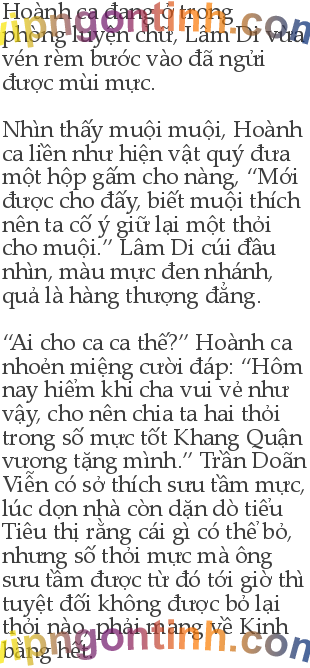 Hoành ca đang ở trong
phòng luyện chữ, Lâm Di vừa
vén rèm bước vào đã ngửi
được mùi mực.
Nhìn thấy muội muội, Hoành
ca liền như hiện vật quý đưa
một hộp gấm cho nàng, “Mới
được cho đấy, biết muội thích
nên ta cố ý giữ lại một thỏi
cho muội.” Lâm Di cúi đầu
nhìn, màu mực đen nhánh,
quả là hàng thượng đẳng.
“Ai cho ca ca thế?” Hoành ca
nhoẻn miệng cười đáp: “Hôm
nay hiểm khi cha vui vẻ như
vậy, cho nên chia ta hai thỏi
trong số mực tốt Khang Quận
vương tặng mình.” Trần Doãn
Viễn có sở thích sưu tầm mực,
lúc dọn nhà còn dặn dò tiểu
Tiêu thị rằng cái gì có thể bỏ,
nhưng số thỏi mực mà ông
sưu tầm được từ đó tới giờ thì
tuyệt đối không được bỏ lại
thỏi nào, phải mang về Kinh
bằng hết.
vipngontinh.com
vipngontinh.com